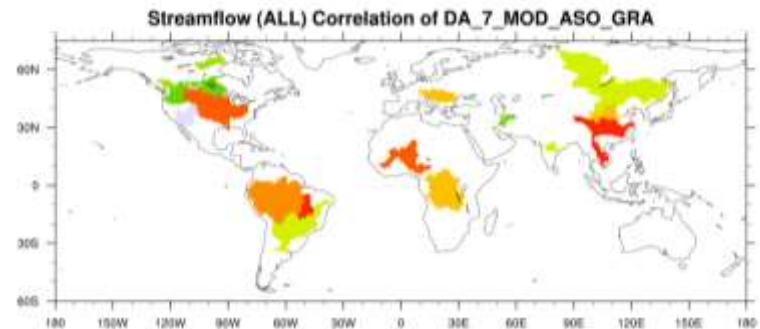 Streamflow (ALL) Correlation of DA_7_MOD_ASO_GRA
60N
30N
0
30S
60S
180 150W 120W 90W 60W 30W 0 30E 60E 90E 120E 150E 180